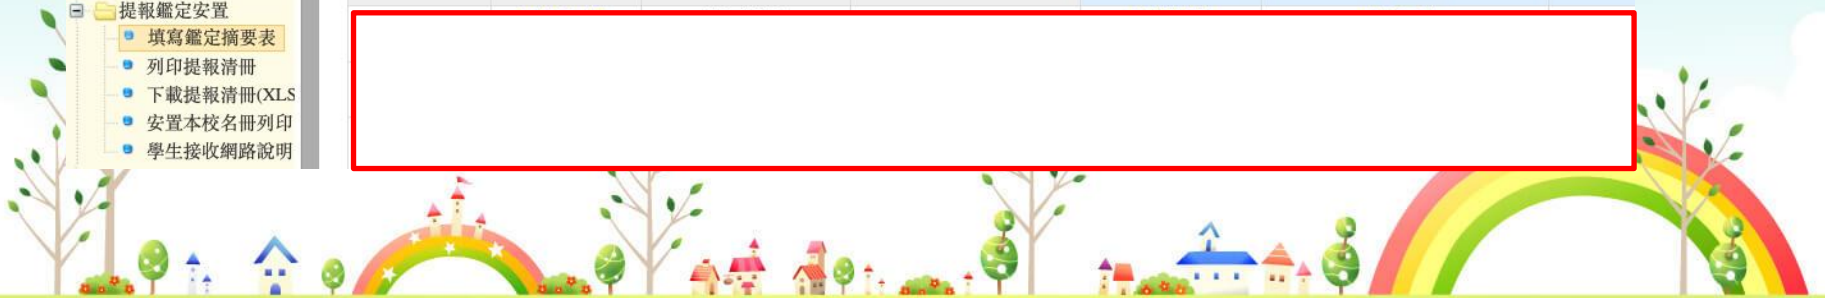 提報鑑定安置
填寫鑑定摘要表
列印提報清冊
下載提報清冊(XLS
安置本校名冊列印
學生接收網路說明